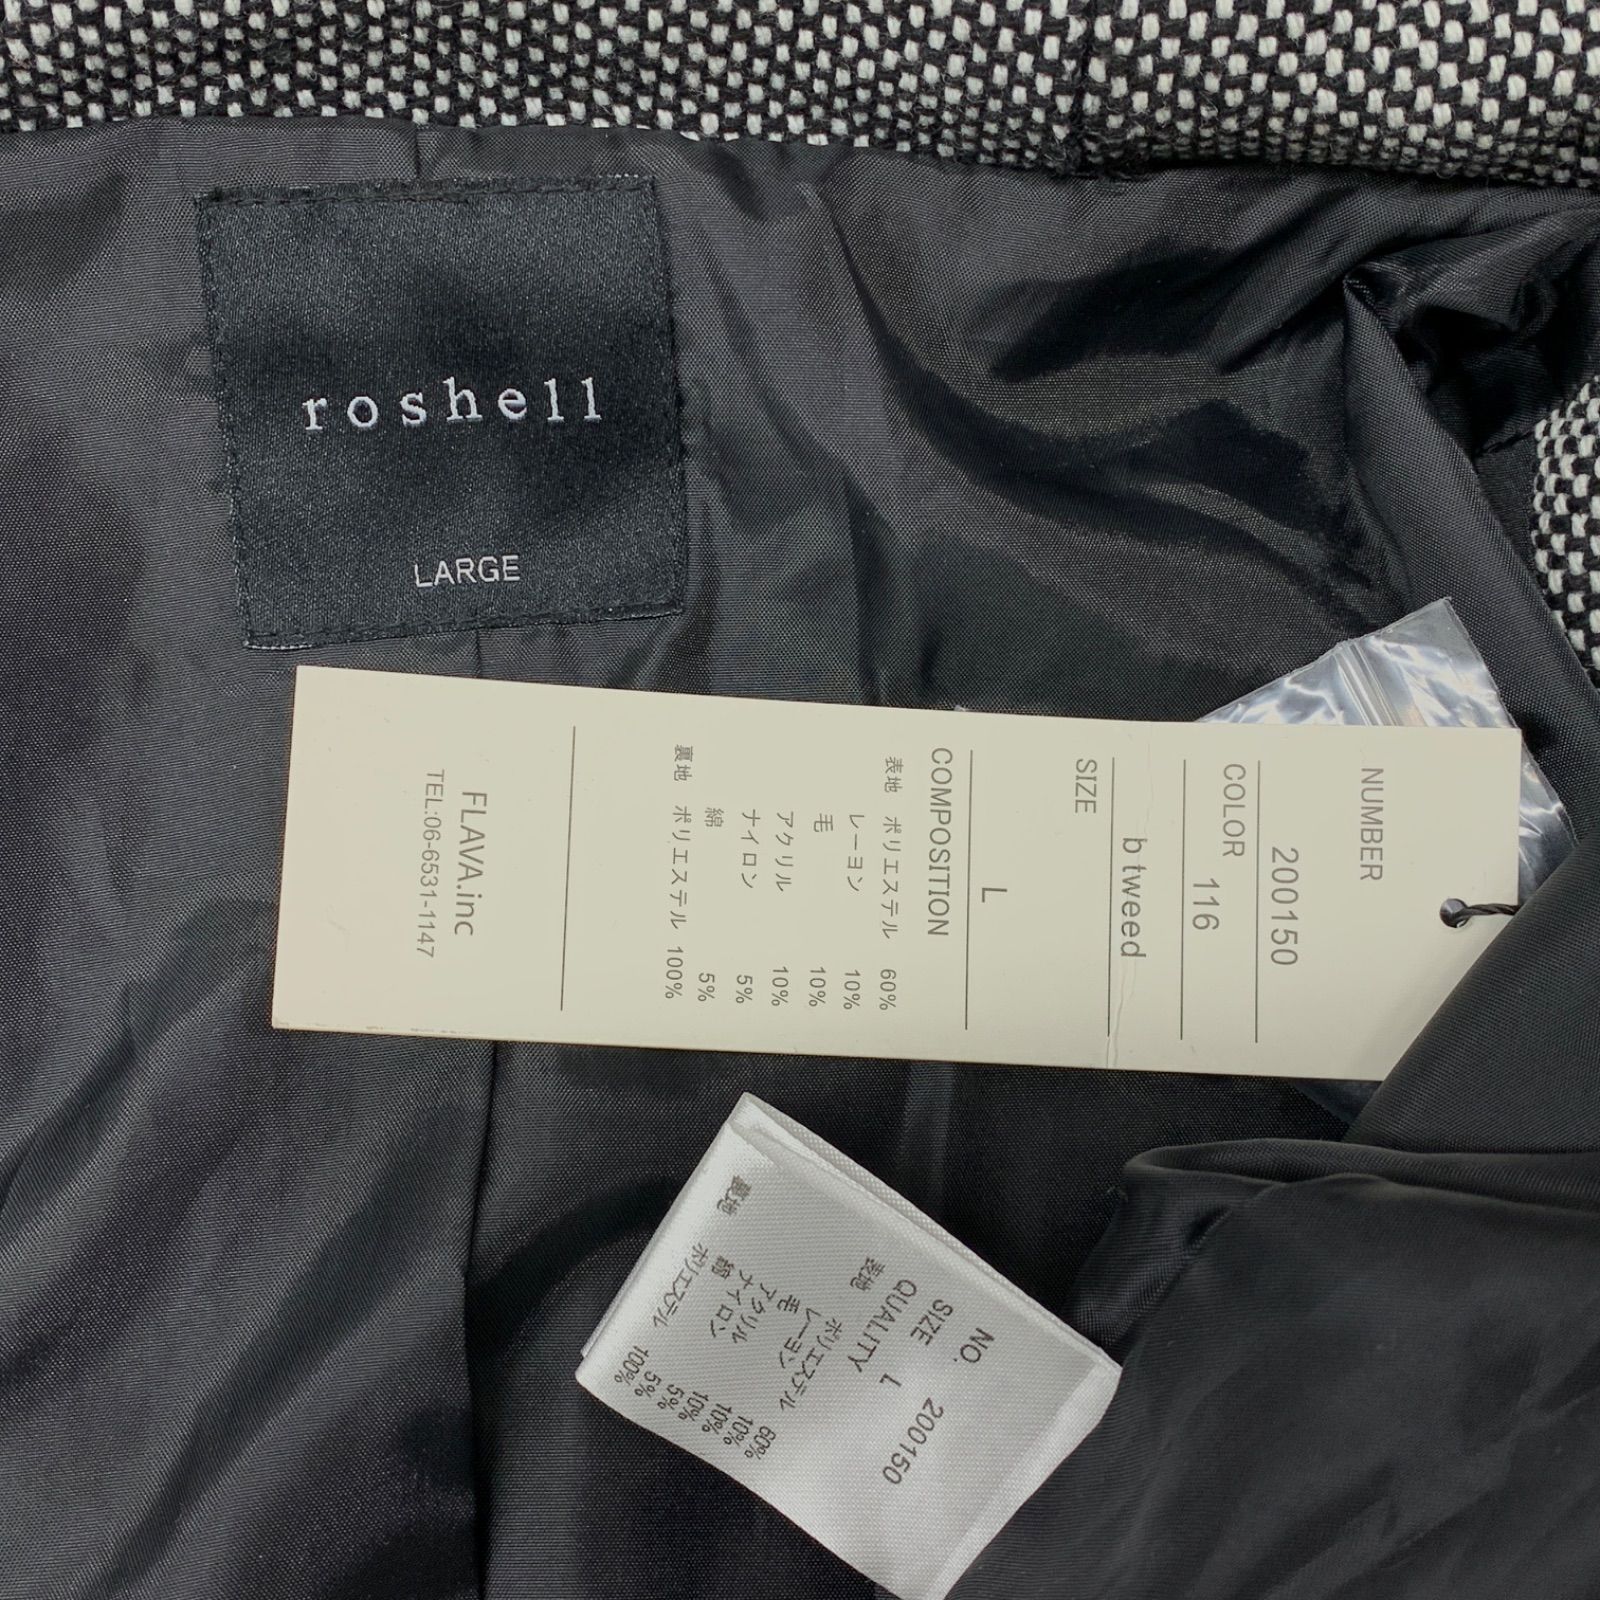 roshell
LARGE
NUMBER
200150
COLOR
116
b tweed
SIZE
L
COMPOSITION
表地 ポリエステル 60%
レーヨン 10%
毛 10%
アクリル 10%
ナイロン 5%
綿 5%
裏地 ポリエステル 100%
FLAVA.inc
TEL:06-6531-1147
NO. 200150
SIZE L
QUALITY
表地 ポリエステル 60%
レーヨン 10%
毛 10%
アクリル 10%
ナイロン 5%
綿 5%
裏地 ポリエステル 100%